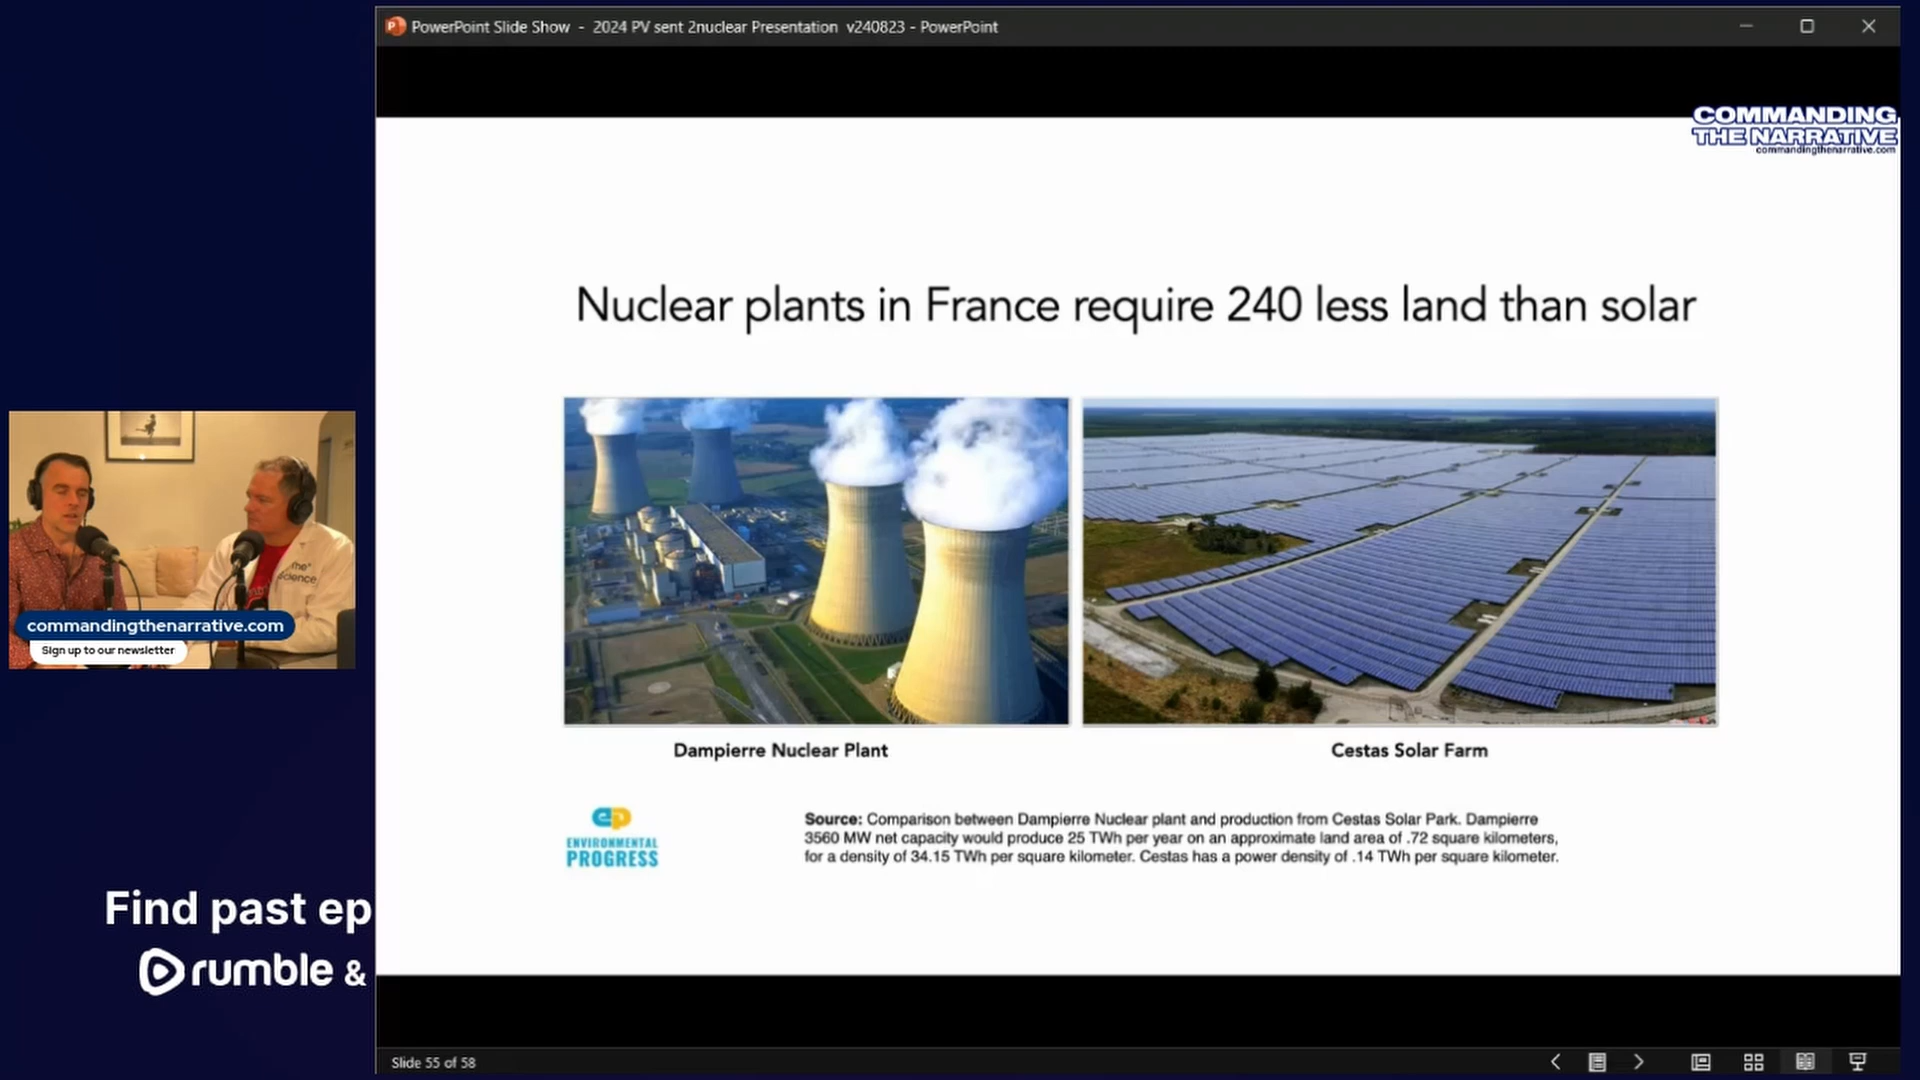 PowerPoint Slide Show - 2024 PV sent 2nuclear Presentation v240823 - PowerPoint
COMMANDING
THE NARRATIVE
commandingthenarrative.com
Nuclear plants in France require 240 less land than solar
The
Science
commandingthenarrative.com
Sign up to our newsletter
Dampierre Nuclear Plant
Cestas Solar Farm
ENVIRONMENTAL
PROGRESS
Source: Comparison between Dampierre Nuclear plant and production from Cestas Solar Park. Dampierre
3560 MW net capacity would produce 25 TWh per year on an approximate land area of .72 square kilometers,
for a density of 34.15 TWh per square kilometer. Cestas has a power density of .14 TWh per square kilometer.
Find past ep
rumble &
Slide 55 of 58